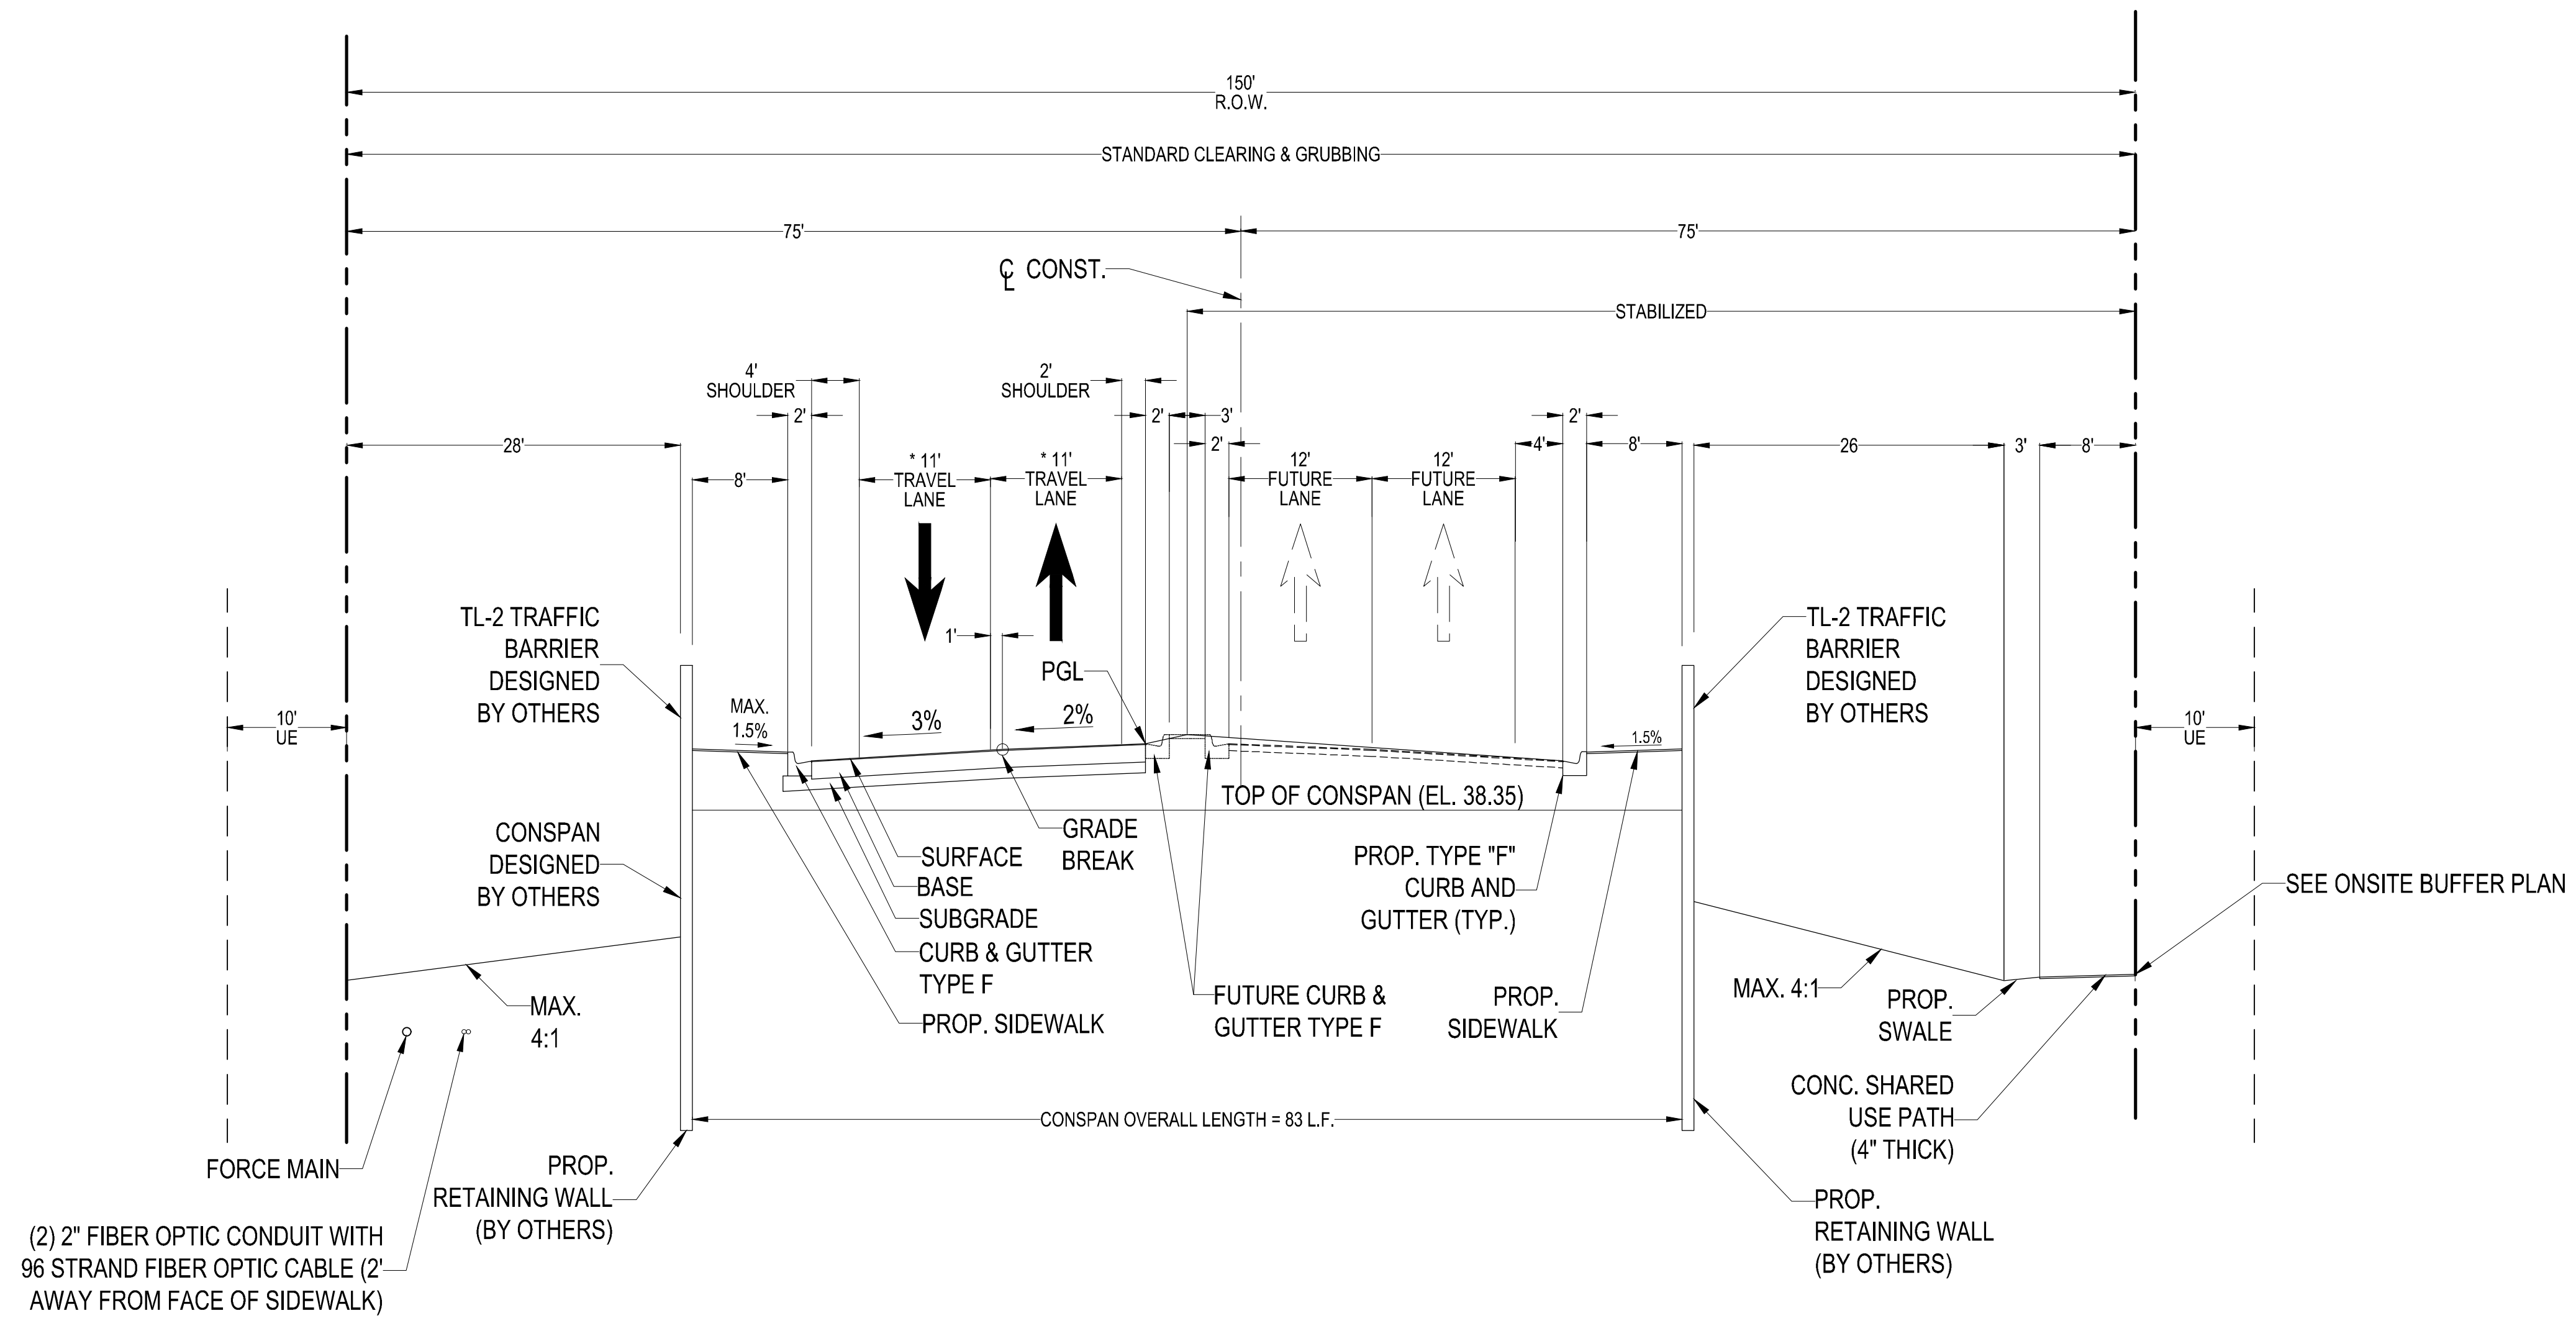 150'
R.O.W.
STANDARD CLEARING & GRUBBING
75'
75'
℄ CONST.
STABILIZED
4'
SHOULDER
2'
SHOULDER
2'
2'
3'
2'
2'
28'
8'
* 11'
TRAVEL
LANE
* 11'
TRAVEL
LANE
12'
FUTURE
LANE
12'
FUTURE
LANE
4'
8'
26
3'
8'
TL-2 TRAFFIC
BARRIER
DESIGNED
BY OTHERS
1'
PGL
TL-2 TRAFFIC
BARRIER
DESIGNED
BY OTHERS
10'
UE
MAX.
1.5%
3%
2%
1.5%
10'
UE
TOP OF CONSPAN (EL. 38.35)
CONSPAN
DESIGNED
BY OTHERS
GRADE
BREAK
SURFACE
BASE
SUBGRADE
CURB & GUTTER
TYPE F
PROP. SIDEWALK
PROP. TYPE "F"
CURB AND
GUTTER (TYP.)
SEE ONSITE BUFFER PLAN
MAX.
4:1
FUTURE CURB &
GUTTER TYPE F
PROP.
SIDEWALK
MAX. 4:1
PROP.
SWALE
CONC. SHARED
USE PATH
(4" THICK)
CONSPAN OVERALL LENGTH = 83 L.F.
FORCE MAIN
PROP.
RETAINING WALL
(BY OTHERS)
PROP.
RETAINING WALL
(BY OTHERS)
(2) 2" FIBER OPTIC CONDUIT WITH
96 STRAND FIBER OPTIC CABLE (2'
AWAY FROM FACE OF SIDEWALK)